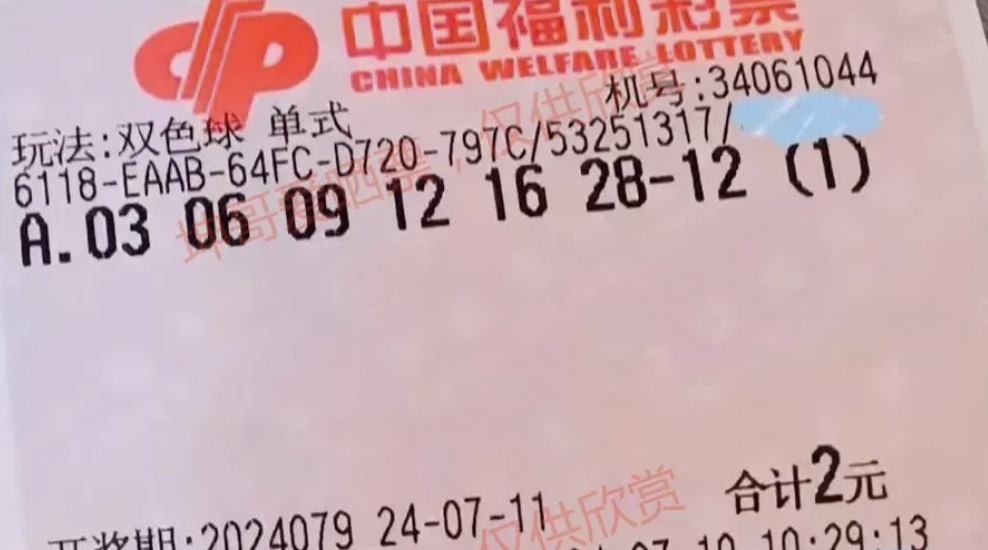 中国福利彩票
CHINA WELFARE LOTTERY
机号:34061044
玩法:双色球 单式
6118-EAAB-64FC-D720-797C/53251317/
A.03 06 09 12 16 28-12 (1)
合计2元
开奖期:2024079 24-07-11
07-10 10:29:13
仅供欣赏
仅供欣赏